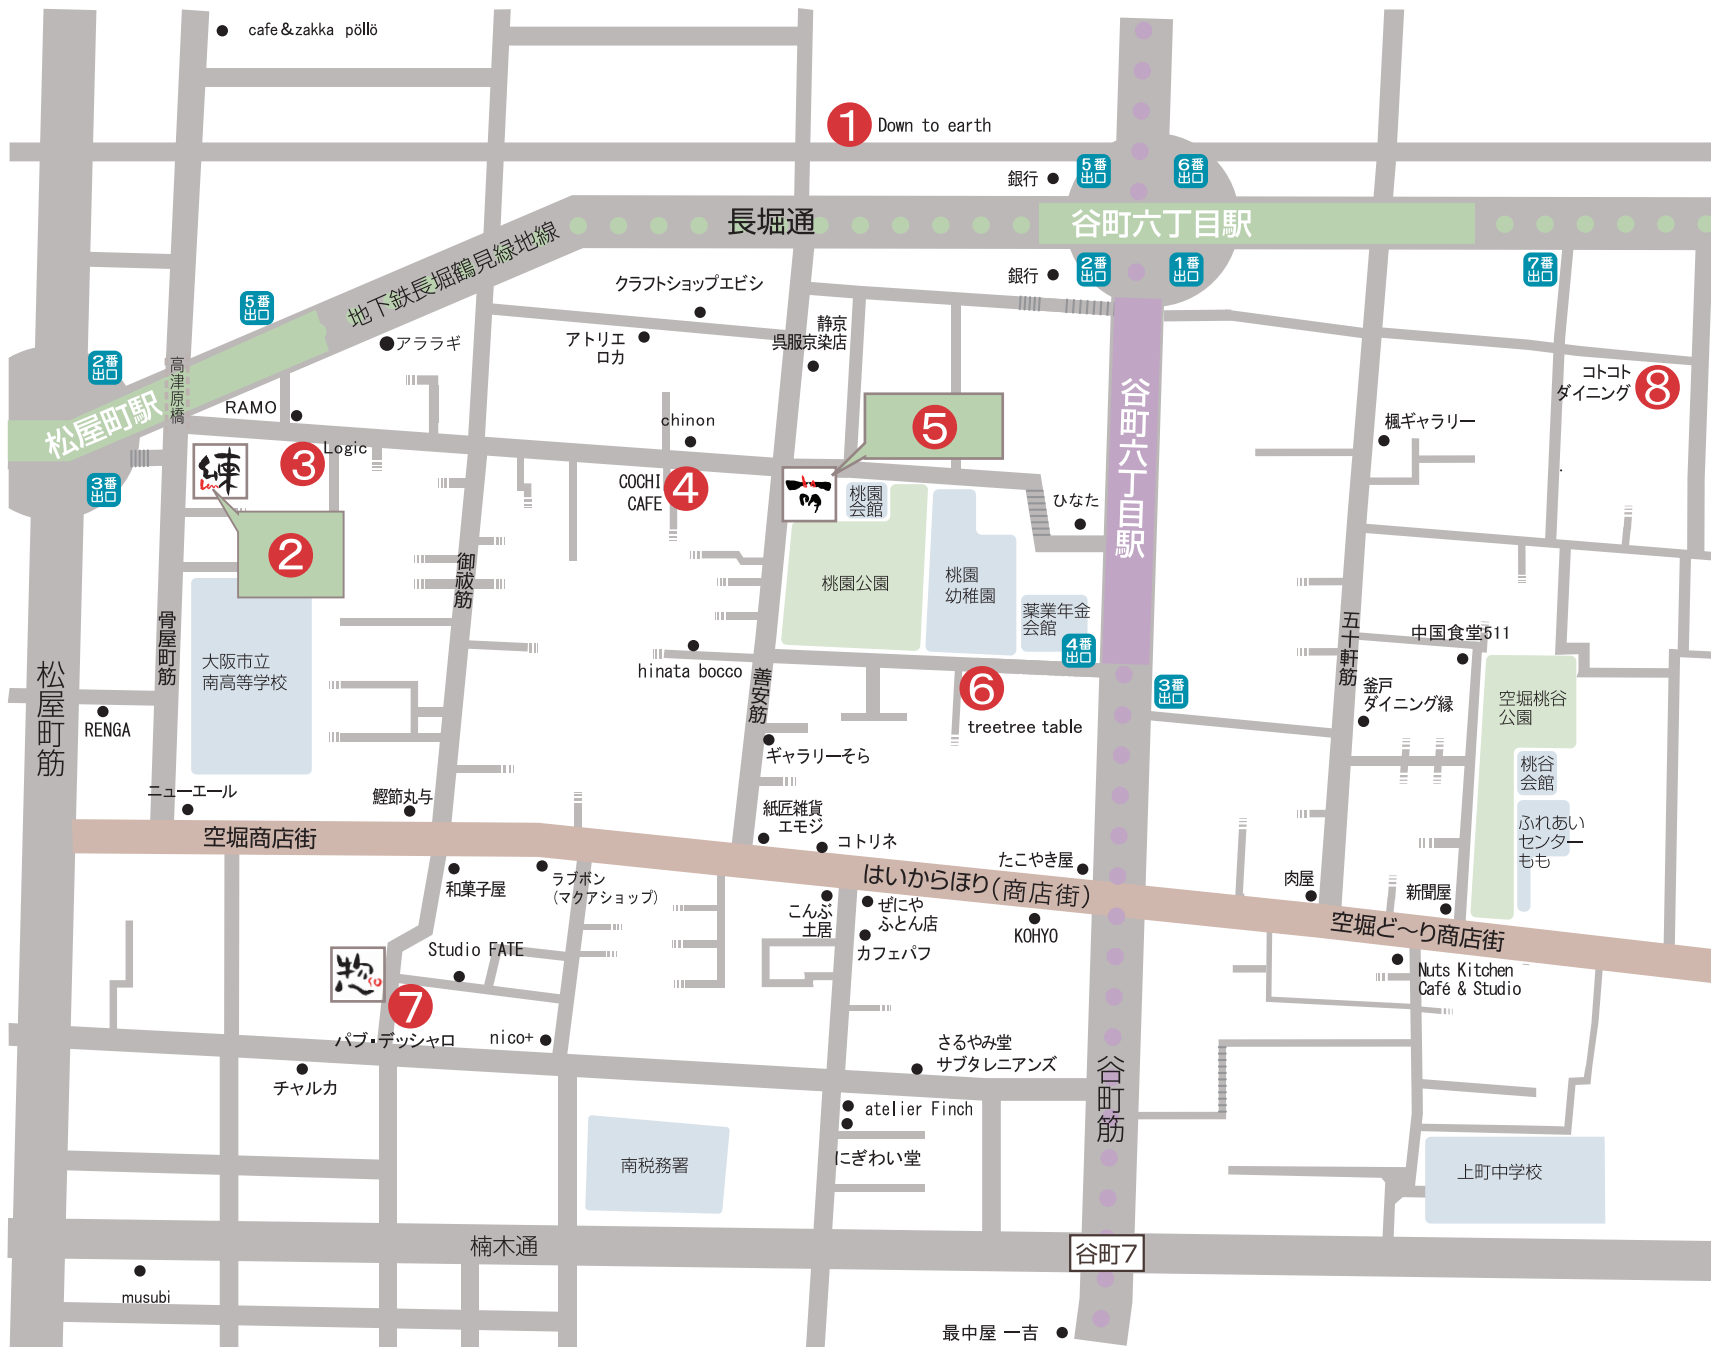 cafe&zakka pöllö
1
Down to earth
5番
出口
6番
出口
銀行
長堀通
谷町六丁目駅
地下鉄長堀鶴見緑地線
銀行
2番
出口
1番
出口
7番
出口
クラフトショップエビシ
5番
出口
アトリエ
ロカ
静京
呉服京染店
アララギ
2番
出口
高津原橋
松屋町駅
コトコト
ダイニング
8
RAMO
chinon
5
谷町六丁目駅
楓ギャラリー
Logic
3
練
len
3番
出口
COCHI
CAFE
4
桃園
会館
ひなた
2
御祓筋
桃園公園
桃園
幼稚園
薬業年金
会館
4番
出口
骨屋町筋
五十軒筋
中国食堂511
大阪市立
南高等学校
hinata bocco
善安筋
6
treetree table
3番
出口
釜戸
ダイニング縁
空堀桃谷
公園
松屋町筋
RENGA
ギャラリーそら
桃谷
会館
ニューエール
鰹節丸与
紙匠雑貨
エモジ
コトリネ
ふれあい
センター
もも
空堀商店街
はいからほり(商店街)
たこやき屋
和菓子屋
ラブボン
(マクアショップ)
肉屋
新聞屋
こんぶ
土居
ぜにや
ふとん店
カフェパフ
KOHYO
空堀ど〜り商店街
Studio FATE
惣
7
パブ・デッシャロ
nico+
Nuts Kitchen
Café & Studio
さるやみ堂
サブタレニアンズ
チャルカ
谷町筋
atelier Finch
にぎわい堂
南税務署
上町中学校
楠木通
谷町7
musubi
最中屋 一吉